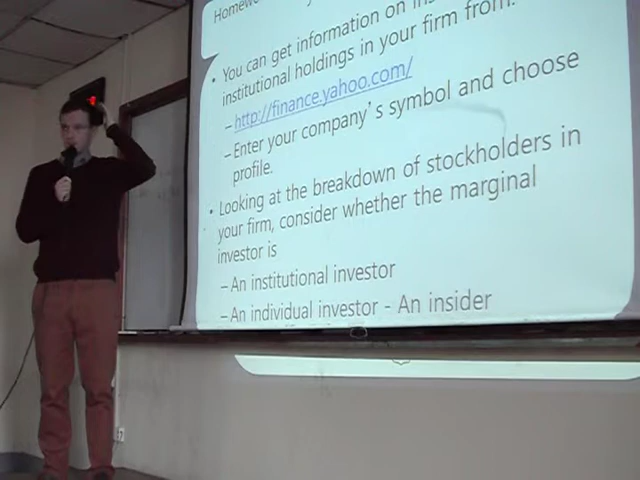 Homewo
• You can get information on
institutional holdings in your firm from:
– http://finance.yahoo.com/
– Enter your company's symbol and choose
profile.
• Looking at the breakdown of stockholders in
your firm, consider whether the marginal
investor is
– An institutional investor
– An individual investor - An insider